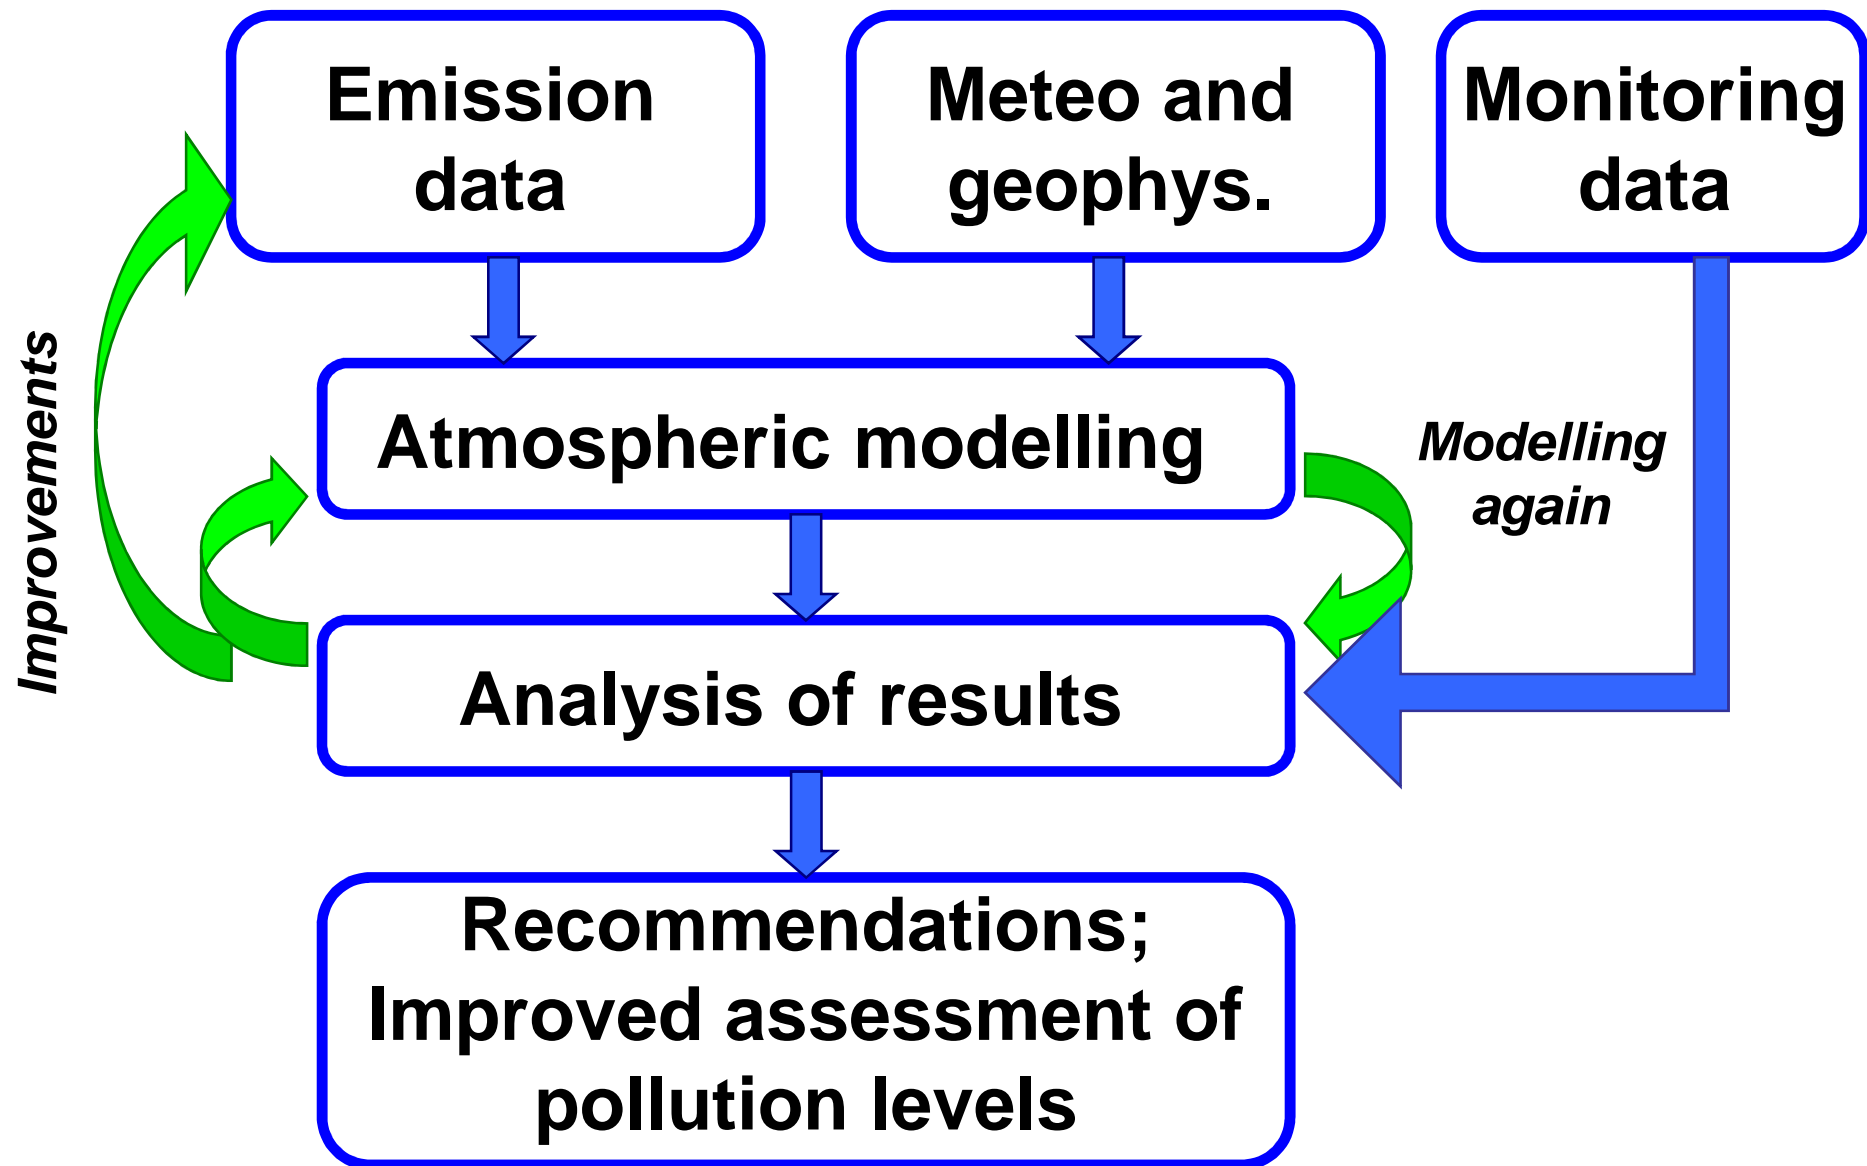 Emission
data
Meteo and
geophys.
Monitoring
data
Improvements
Atmospheric modelling
Modelling
again
Analysis of results
Recommendations;
Improved assessment of
pollution levels